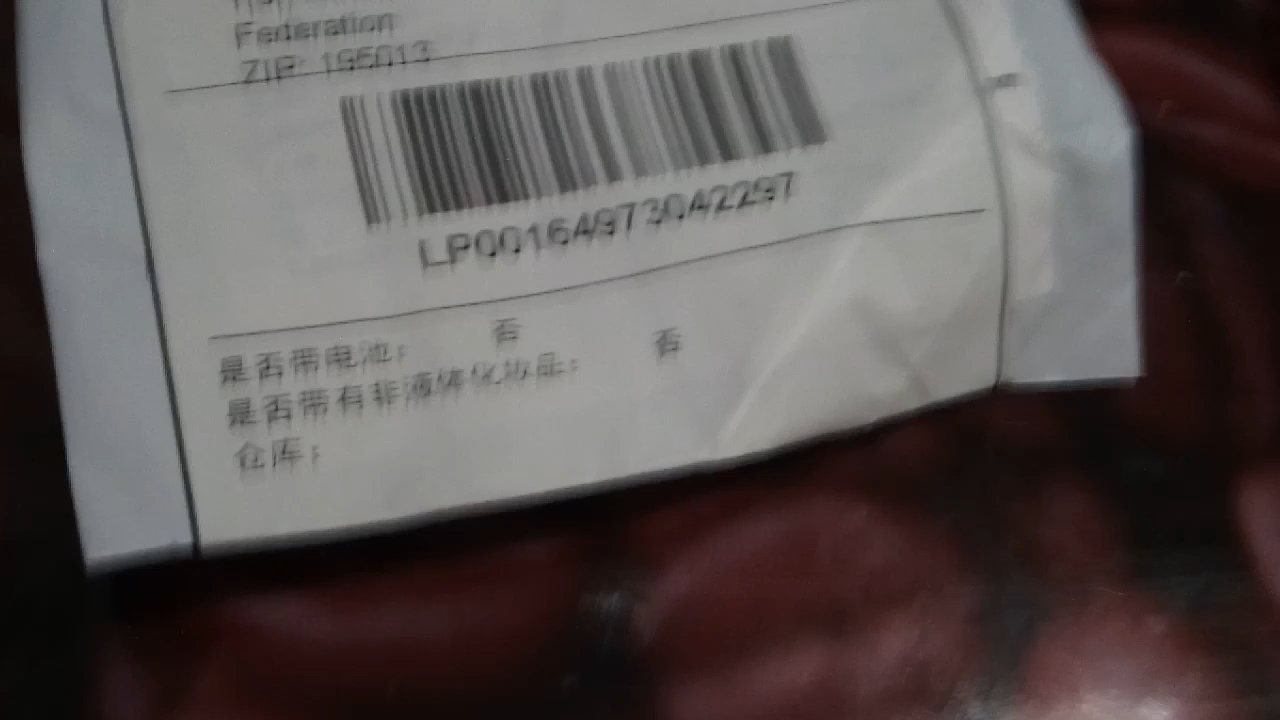 Federation
ZIP: 195013
LP00164973042297
是否带电池： 否
是否带有非液体化妆品： 否
仓库：